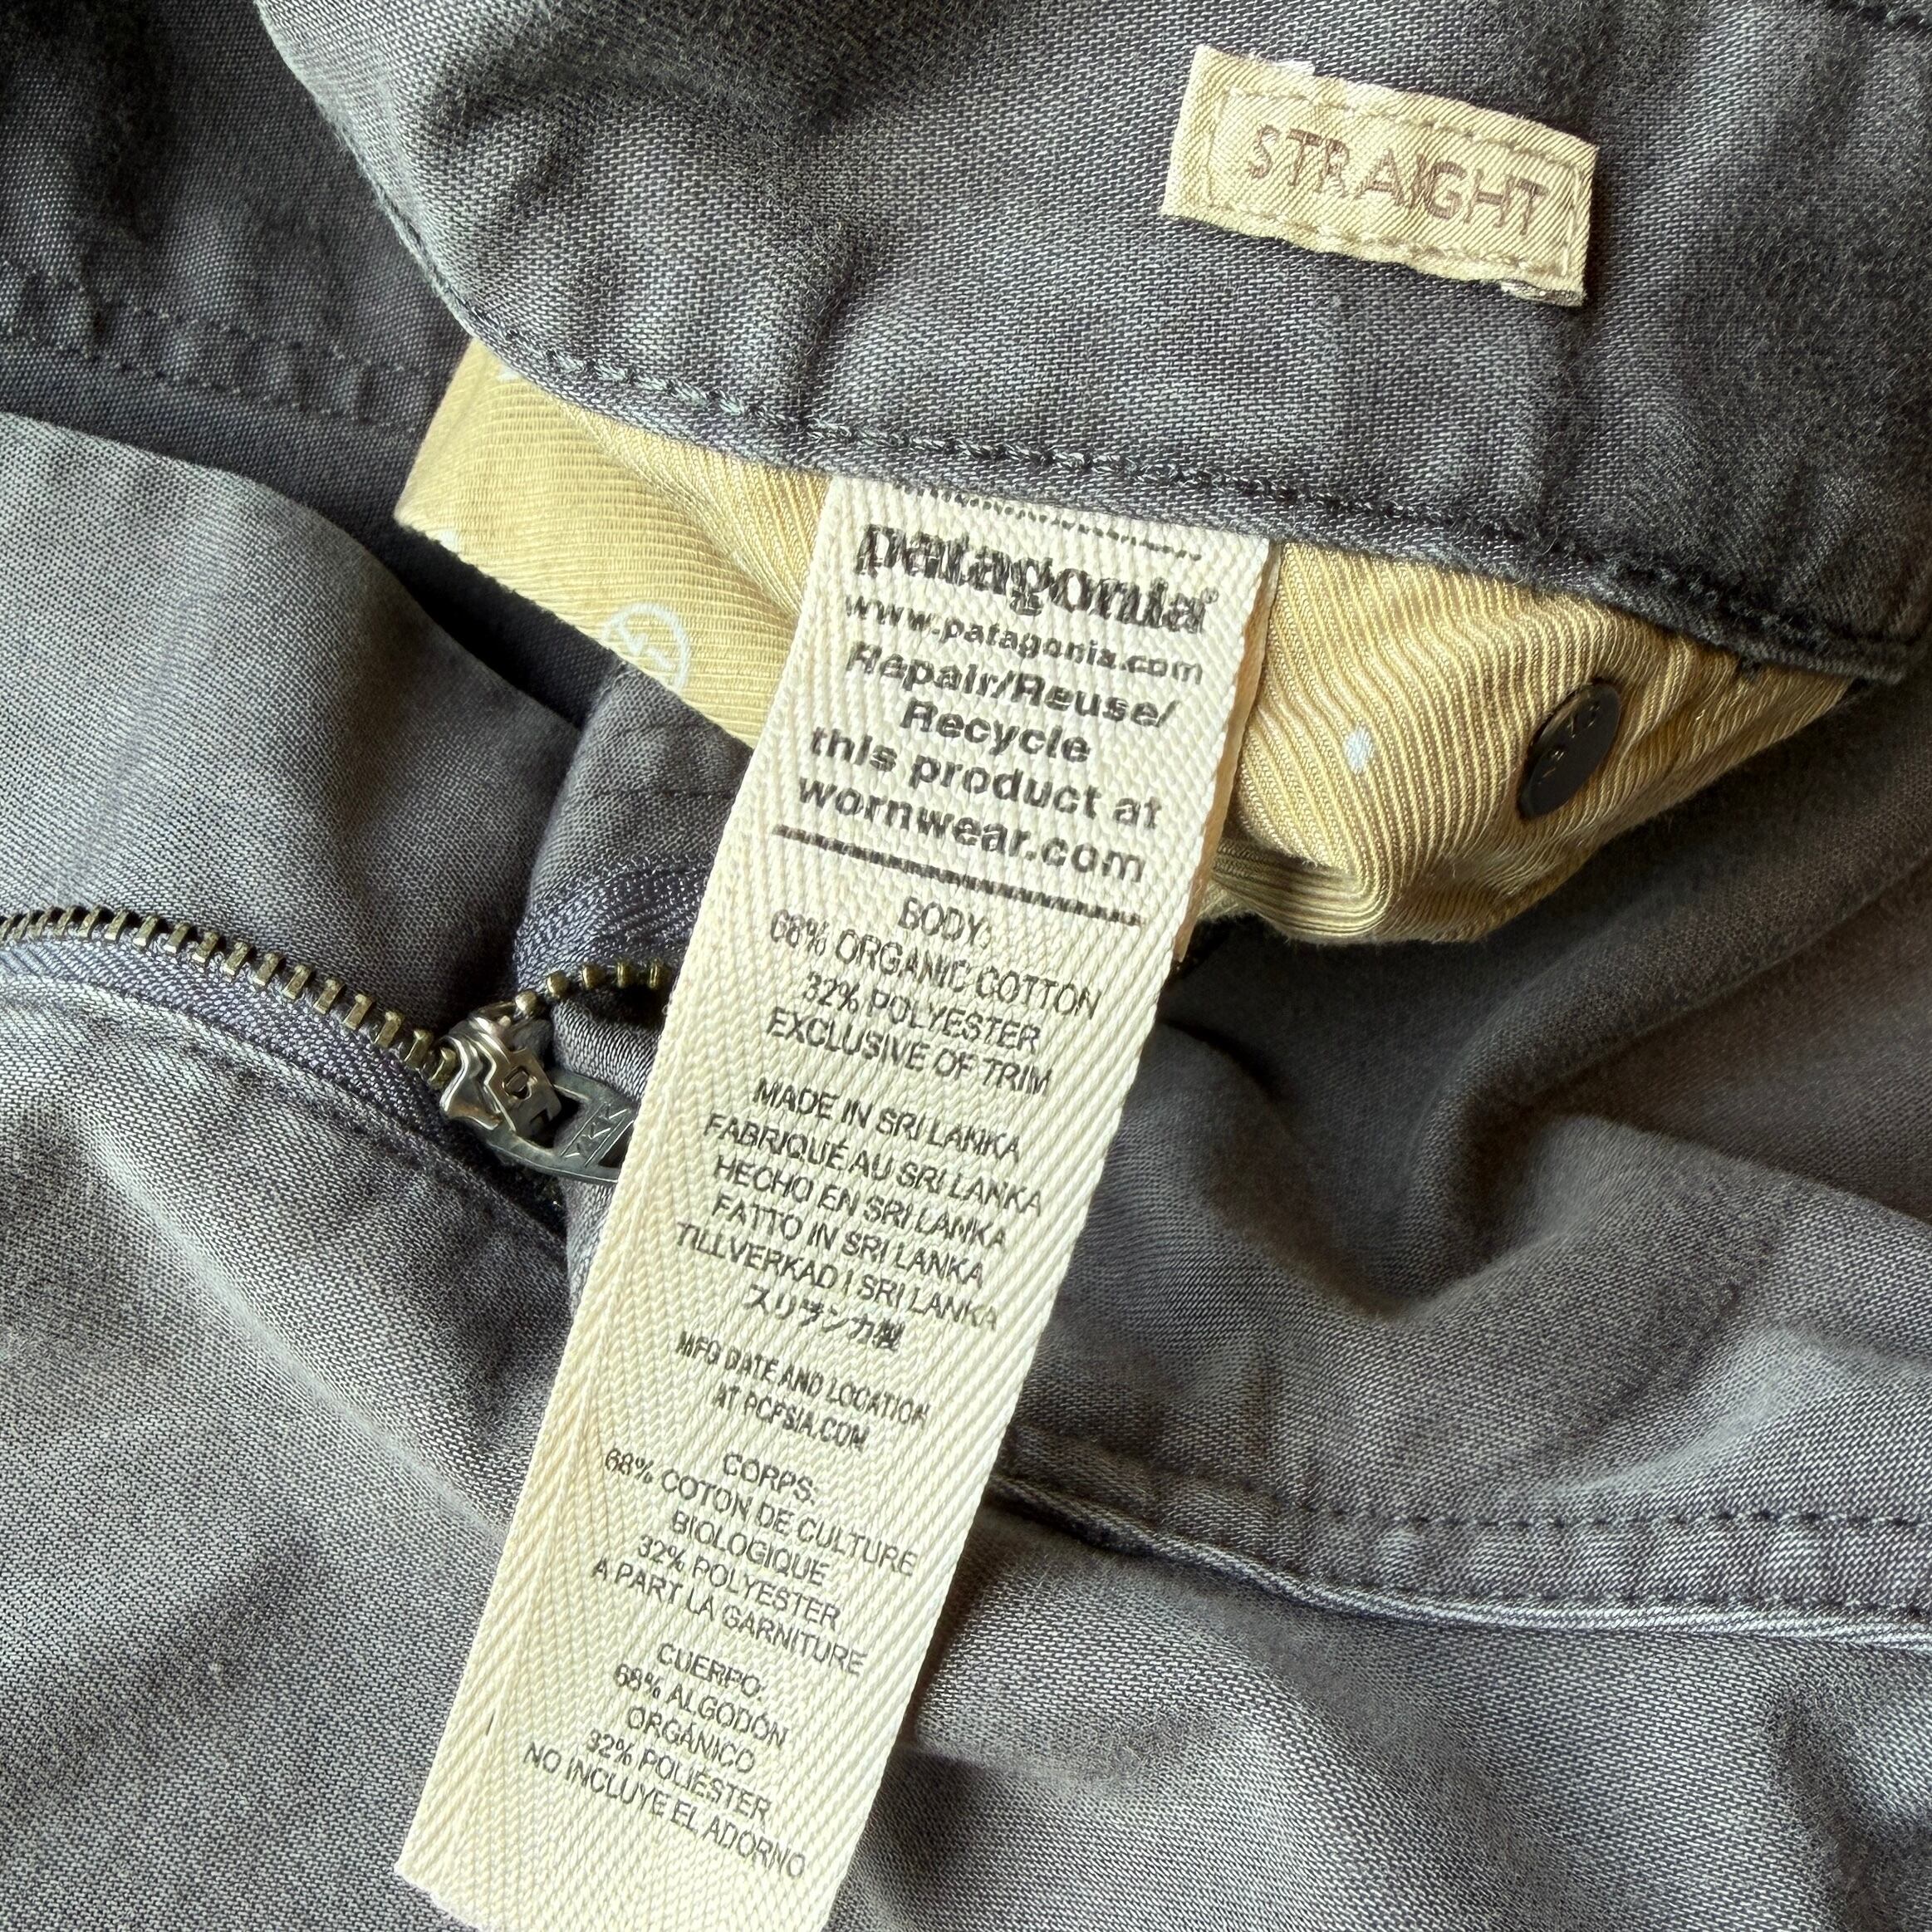 STRAIGHT
patagonia®
www.patagonia.com
Repair/Reuse/
Recycle
this product at
wornwear.com
BODY:
68% ORGANIC COTTON
32% POLYESTER
EXCLUSIVE OF TRIM
MADE IN SRI LANKA
FABRIQUÉ AU SRI LANKA
HECHO EN SRI LANKA
FATTO IN SRI LANKA
TILLVERKAD I SRI LANKA
スリランカ製
MFG DATE AND LOCATION
AT PCPSIA.COM
CORPS:
68% COTON DE CULTURE
BIOLOGIQUE
32% POLYESTER
A PART LA GARNITURE
CUERPO:
68% ALGODÓN
ORGÁNICO
32% POLIÉSTER
NO INCLUYE EL ADORNO